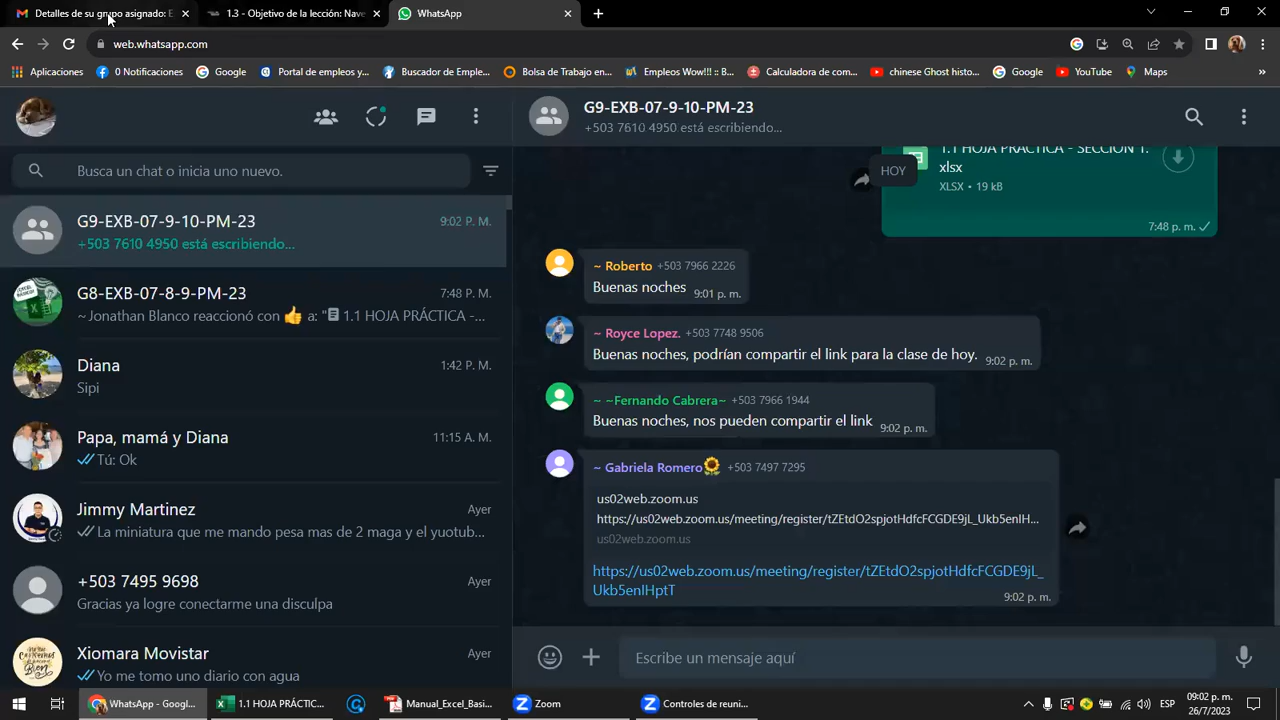 Detalles de su grupo asignado: E
1.3 - Objetivo de la lección: Nave
WhatsApp
web.whatsapp.com
Aplicaciones
0 Notificaciones
Google
Portal de empleos y...
Buscador de Emple...
Bolsa de Trabajo en...
Empleos Wow!!! :: B...
Calculadora de com...
chinese Ghost histo...
Google
YouTube
Maps
»
Busca un chat o inicia uno nuevo.
G9-EXB-07-9-10-PM-23
9:02 P. M.
+503 7610 4950 está escribiendo...
G8-EXB-07-8-9-PM-23
7:48 P. M.
~ Jonathan Blanco reaccionó con 👍 a: "1.1 HOJA PRÁCTICA -...
Diana
1:42 P. M.
Sipi
Papa, mamá y Diana
11:15 A. M.
Tú: Ok
Jimmy Martinez
Ayer
La miniatura que me mando pesa mas de 2 maga y el yuotub...
+503 7495 9698
Ayer
Gracias ya logre conectarme una disculpa
Xiomara Movistar
Ayer
Yo me tomo uno diario con agua
G9-EXB-07-9-10-PM-23
+503 7610 4950 está escribiendo...
1.1 HOJA PRÁCTICA - SECCIÓN 1.
xlsx
HOY
XLSX • 19 kB
7:48 p. m.
~ Roberto +503 7966 2226
Buenas noches
9:01 p. m.
~ Royce Lopez. +503 7748 9506
Buenas noches, podrían compartir el link para la clase de hoy.
9:02 p. m.
~ ~Fernando Cabrera~ +503 7966 1944
Buenas noches, nos pueden compartir el link
9:02 p. m.
~ Gabriela Romero🌻 +503 7497 7295
us02web.zoom.us
https://us02web.zoom.us/meeting/register/tZEtdO2spjotHdfcFCGDE9jL_Ukb5enIH...
us02web.zoom.us
https://us02web.zoom.us/meeting/register/tZEtdO2spjotHdfcFCGDE9jL_
Ukb5enIHptT
9:02 p. m.
Escribe un mensaje aquí
WhatsApp - Googl...
1.1 HOJA PRÁCTIC...
Manual_Excel_Basi...
Zoom
Controles de reuni...
ESP
09:02 p. m.
26/7/2023